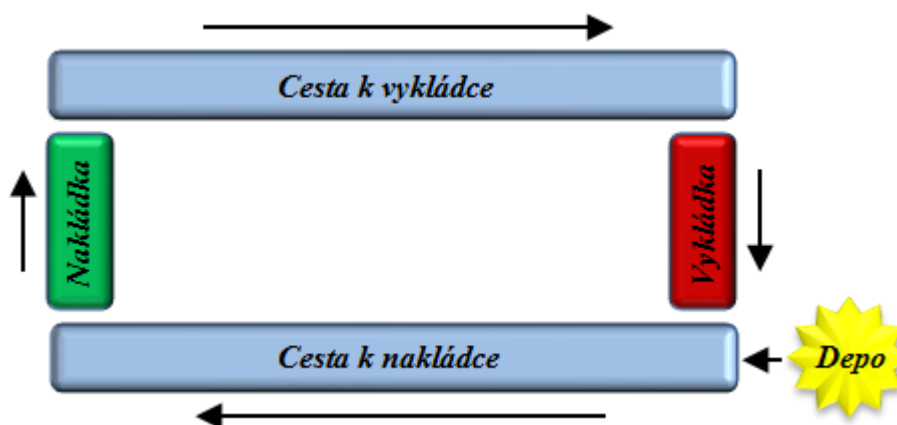 Cesta k vykládce
Nakládka
Vykládka
Cesta k nakládce
Depo